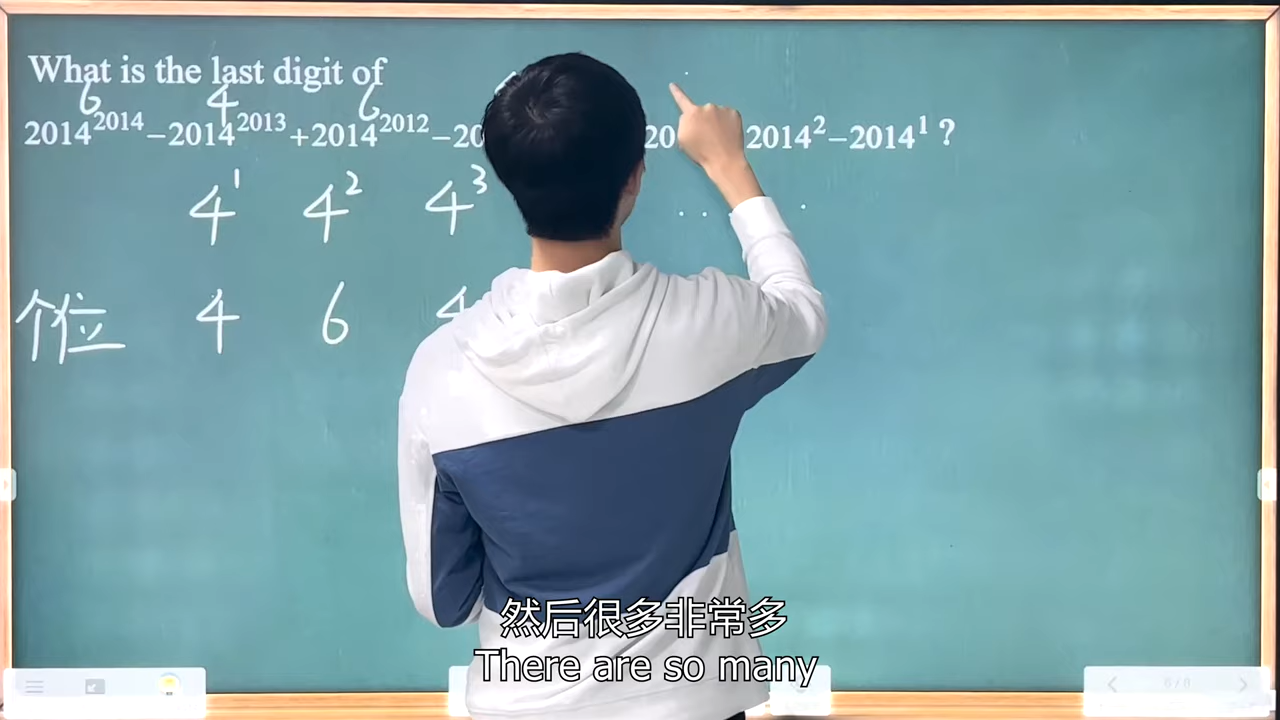 What is the last digit of
6 4 6
2014^2014 −2014^2013 +2014^2012 −20 20 2014^2 −2014^1 ?
4^1 4^2 4^3 .. .
个位 4 6 4
然后很多非常多
There are so many
6 / 8